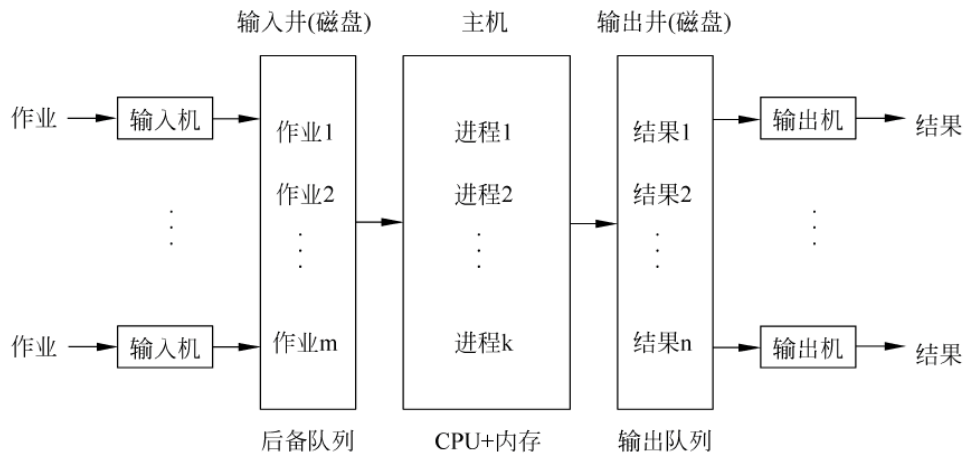 输入井(磁盘) 主机 输出井(磁盘)
作业 输入机 作业1 进程1 结果1 输出机 结果
作业2 进程2 结果2
作业 输入机 作业m 进程k 结果n 输出机 结果
后备队列 CPU+内存 输出队列